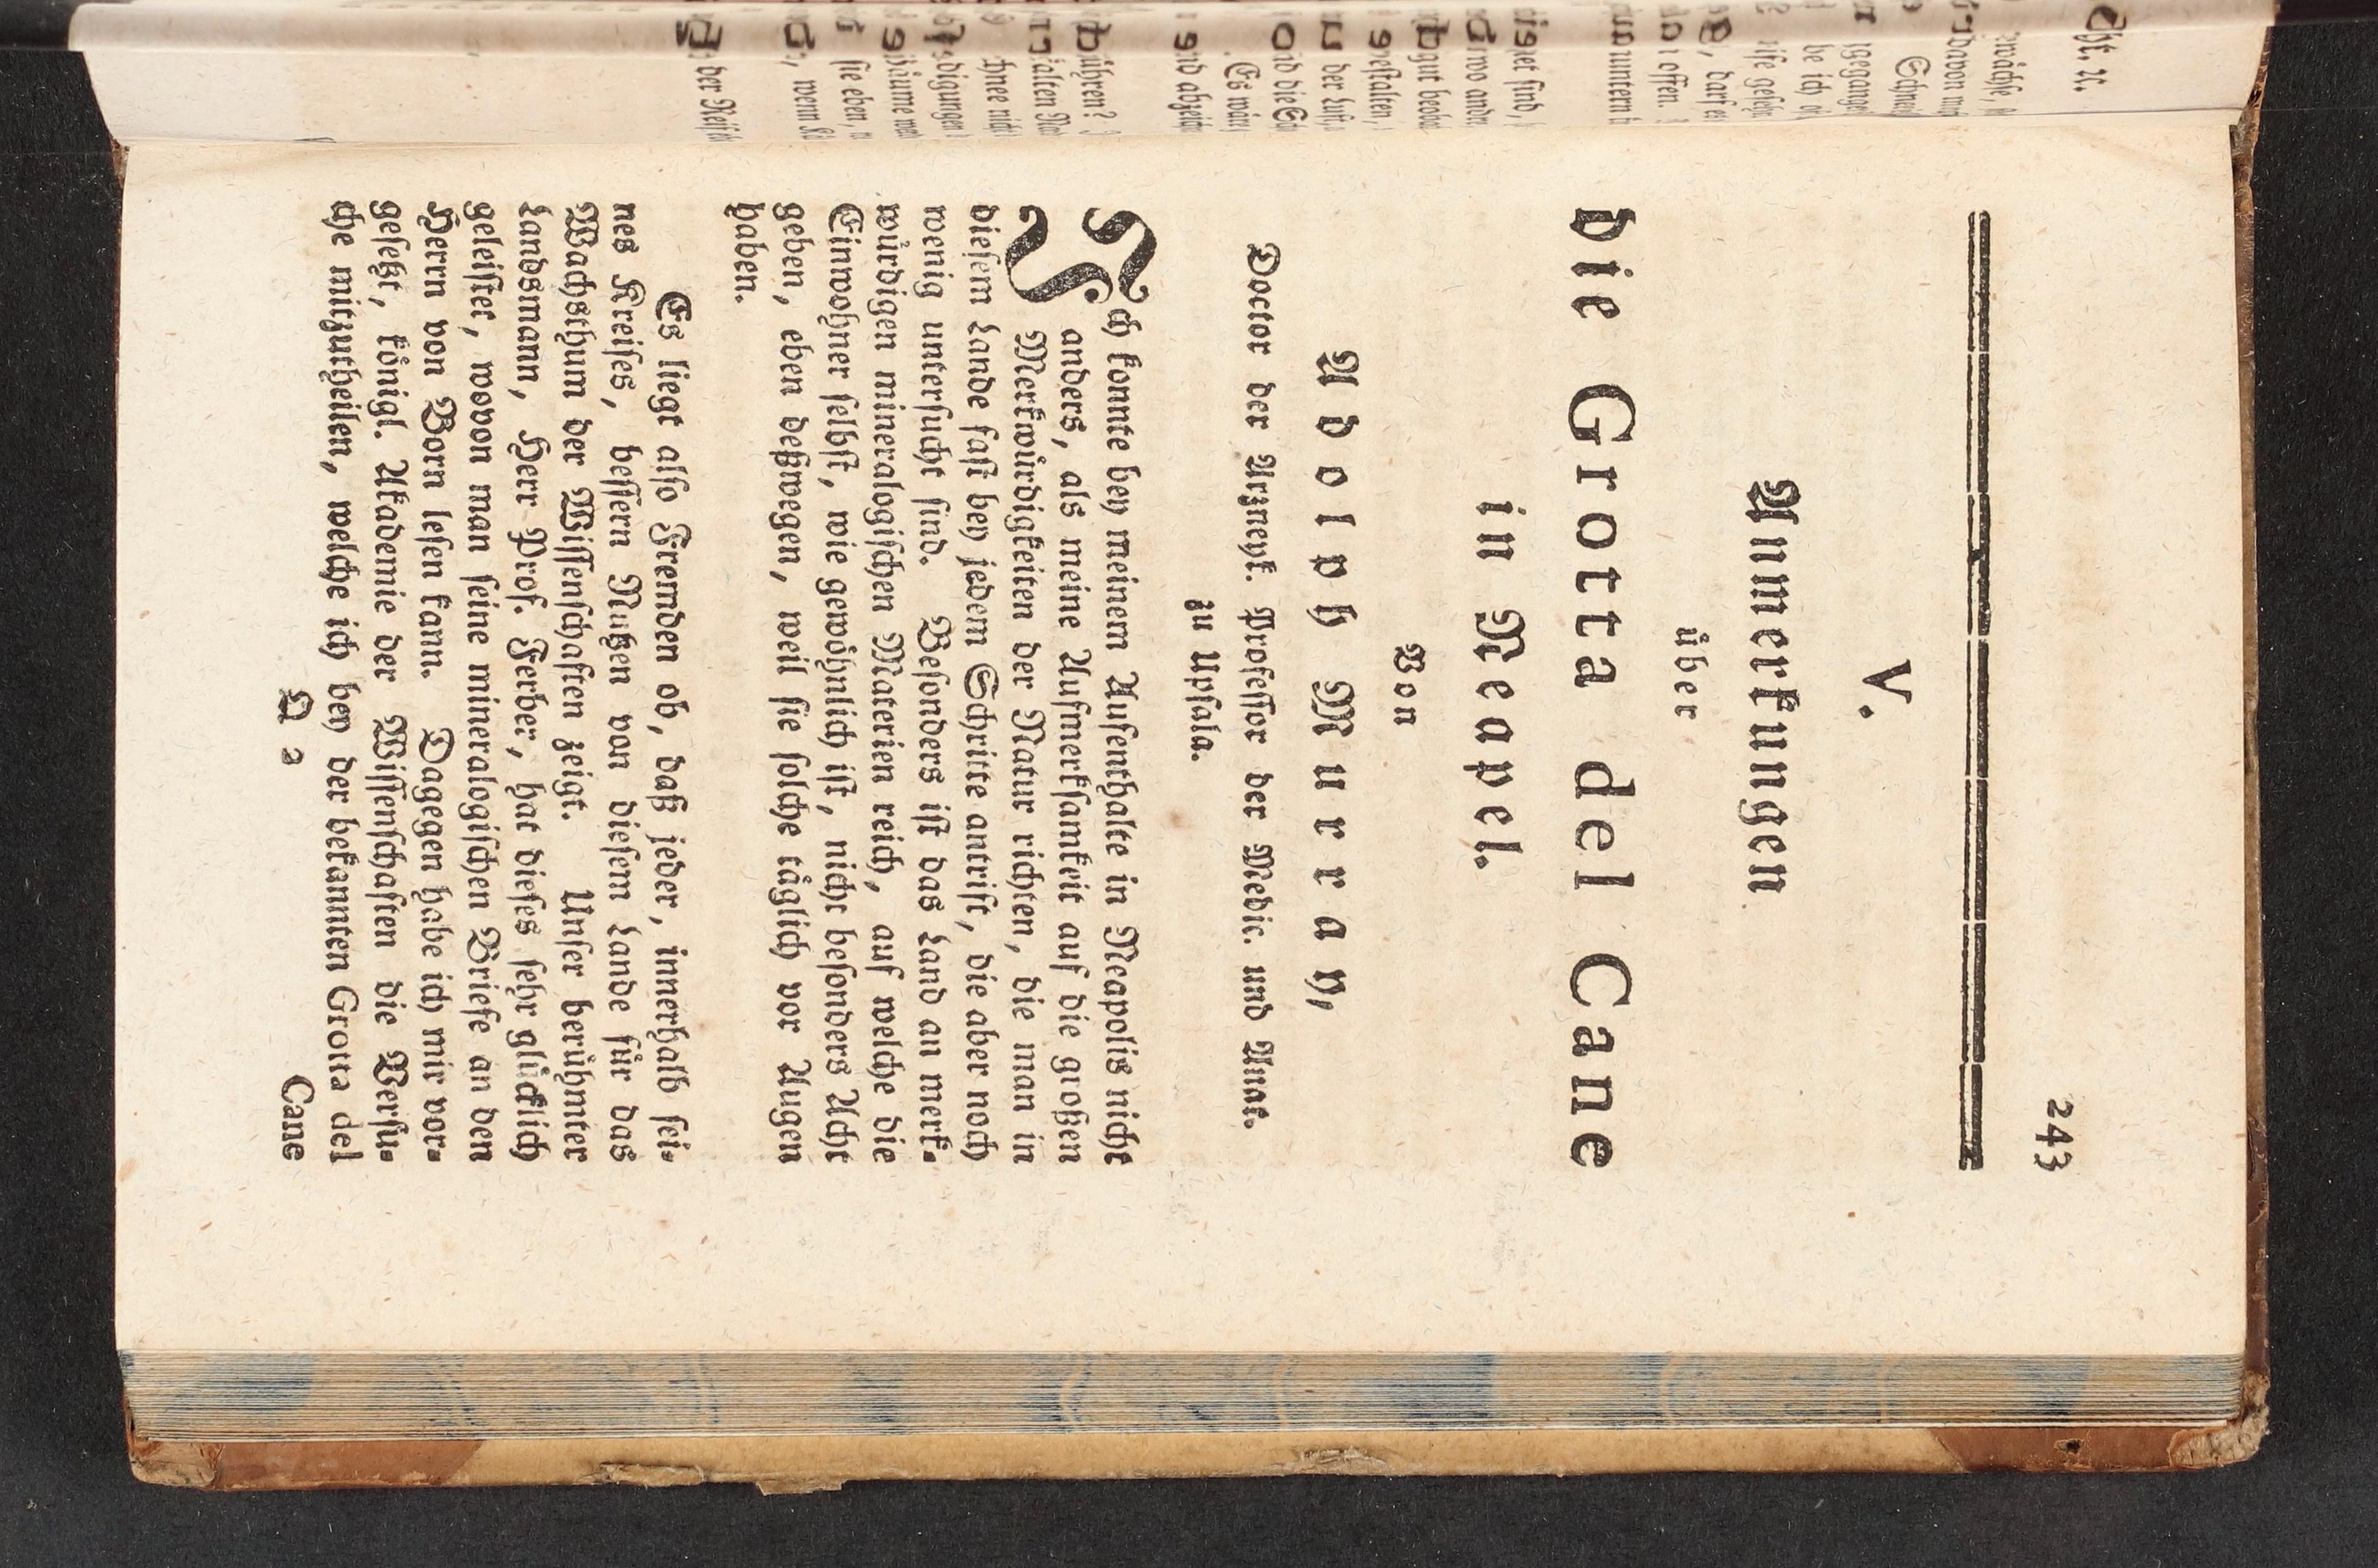 243
V.
Anmerkungen
über
die Grotta del Cane
in Neapel.
Von
Adolph Murray,
Doctor der Arzneyk. Professor der Medic. und Anat.
zu Upsala.
Ich konnte bey meinem Aufenthalte in Neapolis nicht
anders, als meine Aufmerksamkeit auf die großen
Merkwürdigkeiten der Natur richten, die man in
diesem Lande fast bey jedem Schritte antrift, die aber noch
wenig untersucht sind. Besonders ist das Land an merk-
würdigen mineralogischen Materien reich, auf welche die
Einwohner selbst, wie gewöhnlich ist, nicht besonders Acht
geben, eben deßwegen, weil sie solche täglich vor Augen
haben.
Es liegt also Fremden ob, daß jeder, innerhalb sei-
nes Kreises, bessern Nutzen von diesem Lande für das
Wachsthum der Wissenschaften zeigt. Unser berühmter
Landsmann, Herr Prof. Ferber, hat dieses sehr glücklich
geleistet, wovon man seine mineralogischen Briefe an den
Herrn von Born lesen kann. Dagegen habe ich mir vor-
gesetzt, königl. Akademie der Wissenschaften die Versu-
che mitzutheilen, welche ich bey der bekannten Grotta del
Q 2
Cane